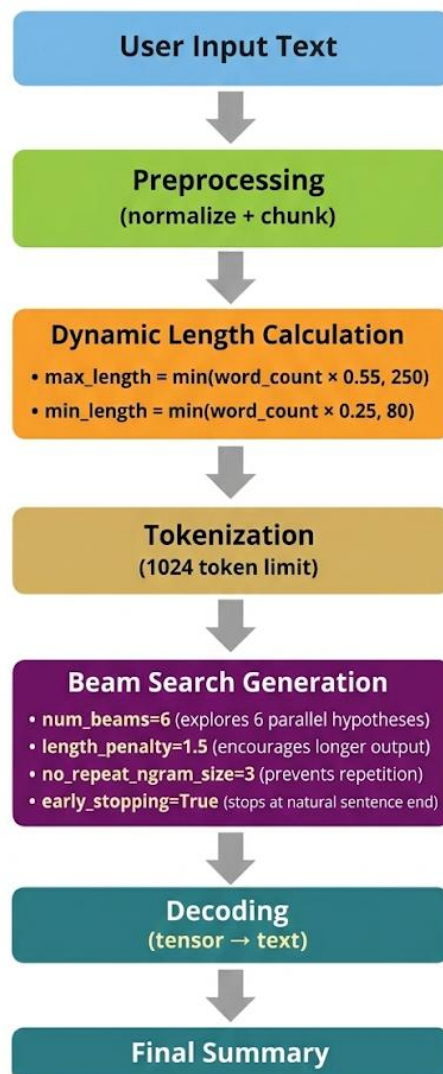 User Input Text
Preprocessing
(normalize + chunk)
Dynamic Length Calculation
• max_length = min(word_count × 0.55, 250)
• min_length = min(word_count × 0.25, 80)
Tokenization
(1024 token limit)
Beam Search Generation
• num_beams=6 (explores 6 parallel hypotheses)
• length_penalty=1.5 (encourages longer output)
• no_repeat_ngram_size=3 (prevents repetition)
• early_stopping=True (stops at natural sentence end)
Decoding
(tensor → text)
Final Summary